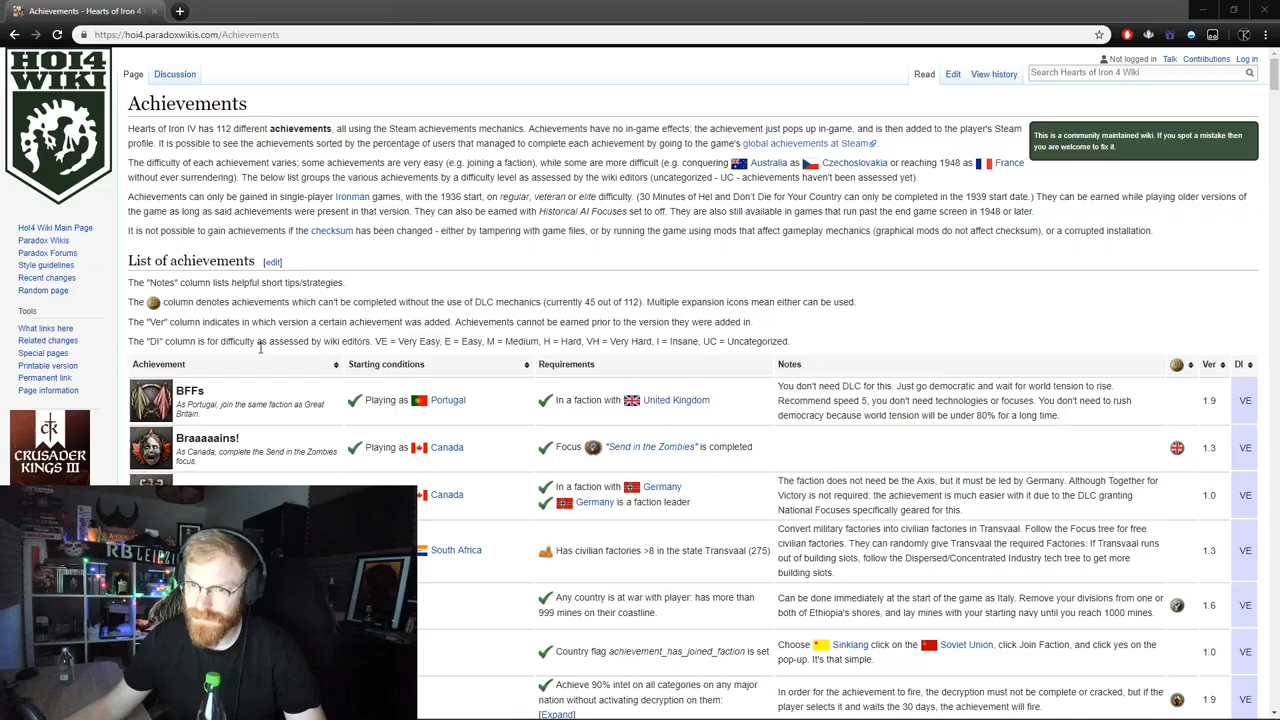 Achievements - Hearts of Iron 4
https://hoi4.paradoxwikis.com/Achievements
HOI4
WIKI
Not logged in Talk Contributions Log in
Page Discussion Read Edit View history
Search Hearts of Iron 4 Wiki
Achievements
Hearts of Iron IV has 112 different achievements, all using the Steam achievements mechanics. Achievements have no in-game effects; the achievement just pops up in-game, and is then added to the player's Steam
profile. It is possible to see the achievements sorted by the percentage of users that managed to complete each achievement by going to the game's global achievements at Steam.
This is a community maintained wiki. If you spot a mistake then
you are welcome to fix it.
The difficulty of each achievement varies; some achievements are very easy (e.g. joining a faction), while some are more difficult (e.g. conquering Australia as Czechoslovakia or reaching 1948 as France
without ever surrendering). The below list groups the various achievements by a difficulty level as assessed by the wiki editors (uncategorized - UC - achievements haven't been assessed yet).
Achievements can only be gained in single-player Ironman games, with the 1936 start, on regular, veteran or elite difficulty. (30 Minutes of Hel and Don't Die for Your Country can only be completed in the 1939 start date.) They can be earned while playing older versions of
the game as long as said achievements were present in that version. They can also be earned with Historical AI Focuses set to off. They are also still available in games that run past the end game screen in 1948 or later.
It is not possible to gain achievements if the checksum has been changed - either by tampering with game files, or by running the game using mods that affect gameplay mechanics (graphical mods do not affect checksum), or a corrupted installation.
HoI4 Wiki Main Page
Paradox Wikis
Paradox Forums
Style guidelines
Recent changes
Random page
Tools
What links here
Related changes
Special pages
Printable version
Permanent link
Page information
CRUSADER
KINGS III
List of achievements [edit]
The "Notes" column lists helpful short tips/strategies.
The column denotes achievements which can't be completed without the use of DLC mechanics (currently 45 out of 112). Multiple expansion icons mean either can be used.
The "Ver" column indicates in which version a certain achievement was added. Achievements cannot be earned prior to the version they were added in.
The "DI" column is for difficulty as assessed by wiki editors. VE = Very Easy, E = Easy, M = Medium, H = Hard, VH = Very Hard, I = Insane, UC = Uncategorized.
Achievement Starting conditions Requirements Notes Ver DI
BFFs
As Portugal, join the same faction as Great
Britain.
Playing as Portugal
In a faction with United Kingdom
You don't need DLC for this. Just go democratic and wait for world tension to rise.
Recommend speed 5, you don't need technologies or focuses. You don't need to rush
democracy because world tension will be under 80% for a long time.
1.9 VE
Braaaaains!
As Canada, complete the Send in the Zombies
focus.
Playing as Canada
Focus "Send in the Zombies" is completed
1.3 VE
Canada
In a faction with Germany
Germany is a faction leader
The faction does not need the Axis, but it must be led by Germany. Although Together for
Victory is not required; the achievement is much easier with it due to the DLC granting
National Focuses specifically geared for this.
1.0 VE
South Africa
Has civilian factories >8 in the state Transvaal (275)
Convert military factories into civilian factories in Transvaal. Follow the Focus tree for free
civilian factories. They can randomly give Transvaal the required Factories. If Transvaal runs
out of building slots, follow the Dispersed/Concentrated Industry tech tree to get more
building slots.
1.3 VE
Any country is at war with player: has more than
999 mines on their coastline.
Can be done immediately at the start of the game as Italy. Remove your divisions from one or
both of Ethiopia's shores, and lay mines with your starting navy until you reach 1000 mines.
1.6 VE
Country flag achievement_has_joined_faction is set
Choose Sinkiang click on the Soviet Union, click Join Faction, and click yes on the
pop-up. It's that simple.
1.0 VE
Achieve 90% intel on all categories on any major
nation without activating decryption on them:
[Expand]
In order for the achievement to fire, the decryption must not be complete or cracked, but if the
player selects it and waits the 30 days, the achievement will fire.
1.9 VE
RB LEIPZIG